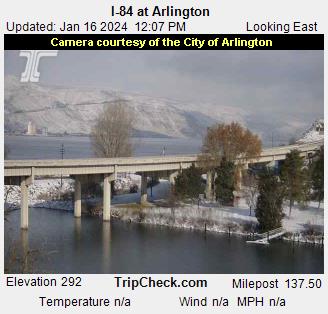 I-84 at Arlington
Updated: Jan 16 2024 12:07 PM Looking East
Camera courtesy of the City of Arlington
Elevation 292 TripCheck.com Milepost 137.50
Temperature n/a Wind n/a MPH n/a